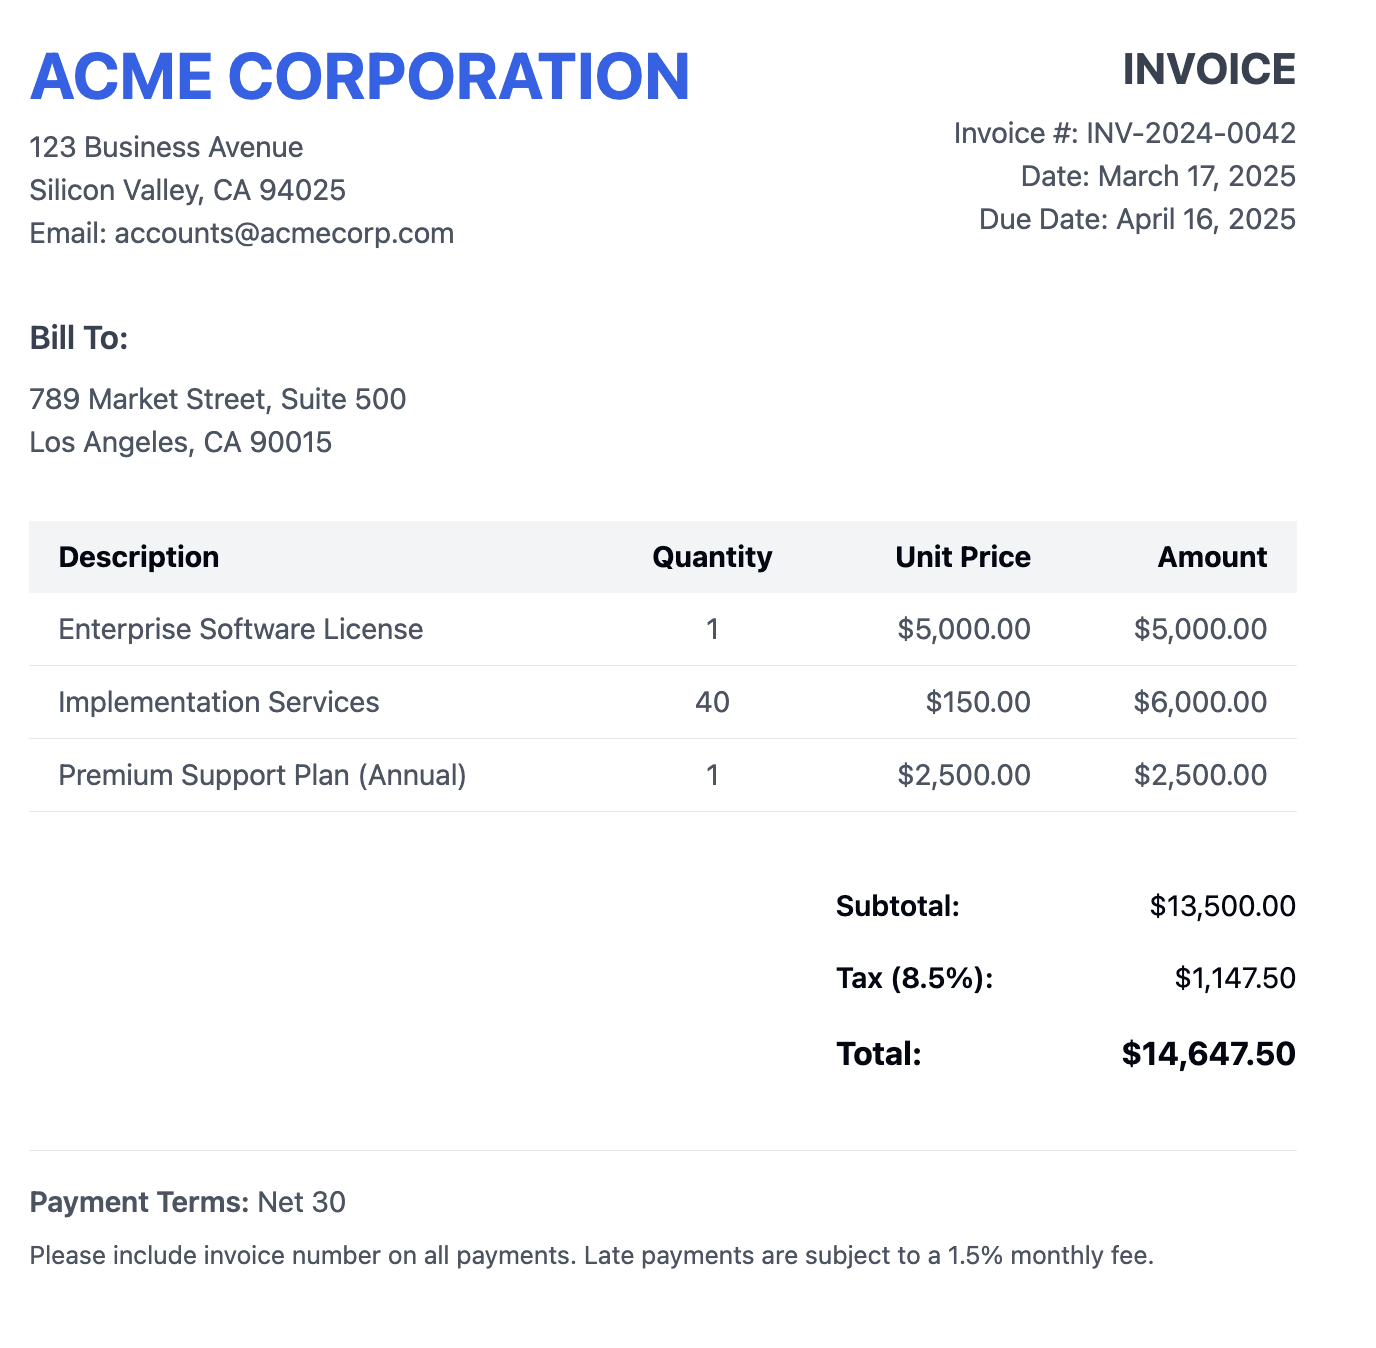 ACME CORPORATION
123 Business Avenue
Silicon Valley, CA 94025
Email: accounts@acmecorp.com
INVOICE
Invoice #: INV-2024-0042
Date: March 17, 2025
Due Date: April 16, 2025
Bill To:
789 Market Street, Suite 500
Los Angeles, CA 90015
Description Quantity Unit Price Amount
Enterprise Software License 1 $5,000.00 $5,000.00
Implementation Services 40 $150.00 $6,000.00
Premium Support Plan (Annual) 1 $2,500.00 $2,500.00
Subtotal: $13,500.00
Tax (8.5%): $1,147.50
Total: $14,647.50
Payment Terms: Net 30
Please include invoice number on all payments. Late payments are subject to a 1.5% monthly fee.